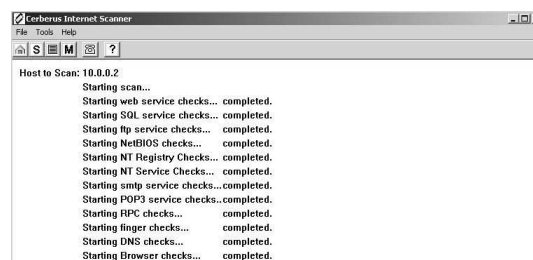 Cerberus Internet Scanner
File Tools Help
S M ?
Host to Scan: 10.0.0.2
Starting scan...
Starting web service checks... completed.
Starting SQL service checks... completed.
Starting ftp service checks... completed.
Starting NetBIOS checks... completed.
Starting NT Registry Checks... completed.
Starting NT Service Checks... completed.
Starting smtp service checks... completed.
Starting POP3 service checks.. completed.
Starting RPC checks... completed.
Starting finger checks... completed.
Starting DNS checks... completed.
Starting Browser checks... completed.